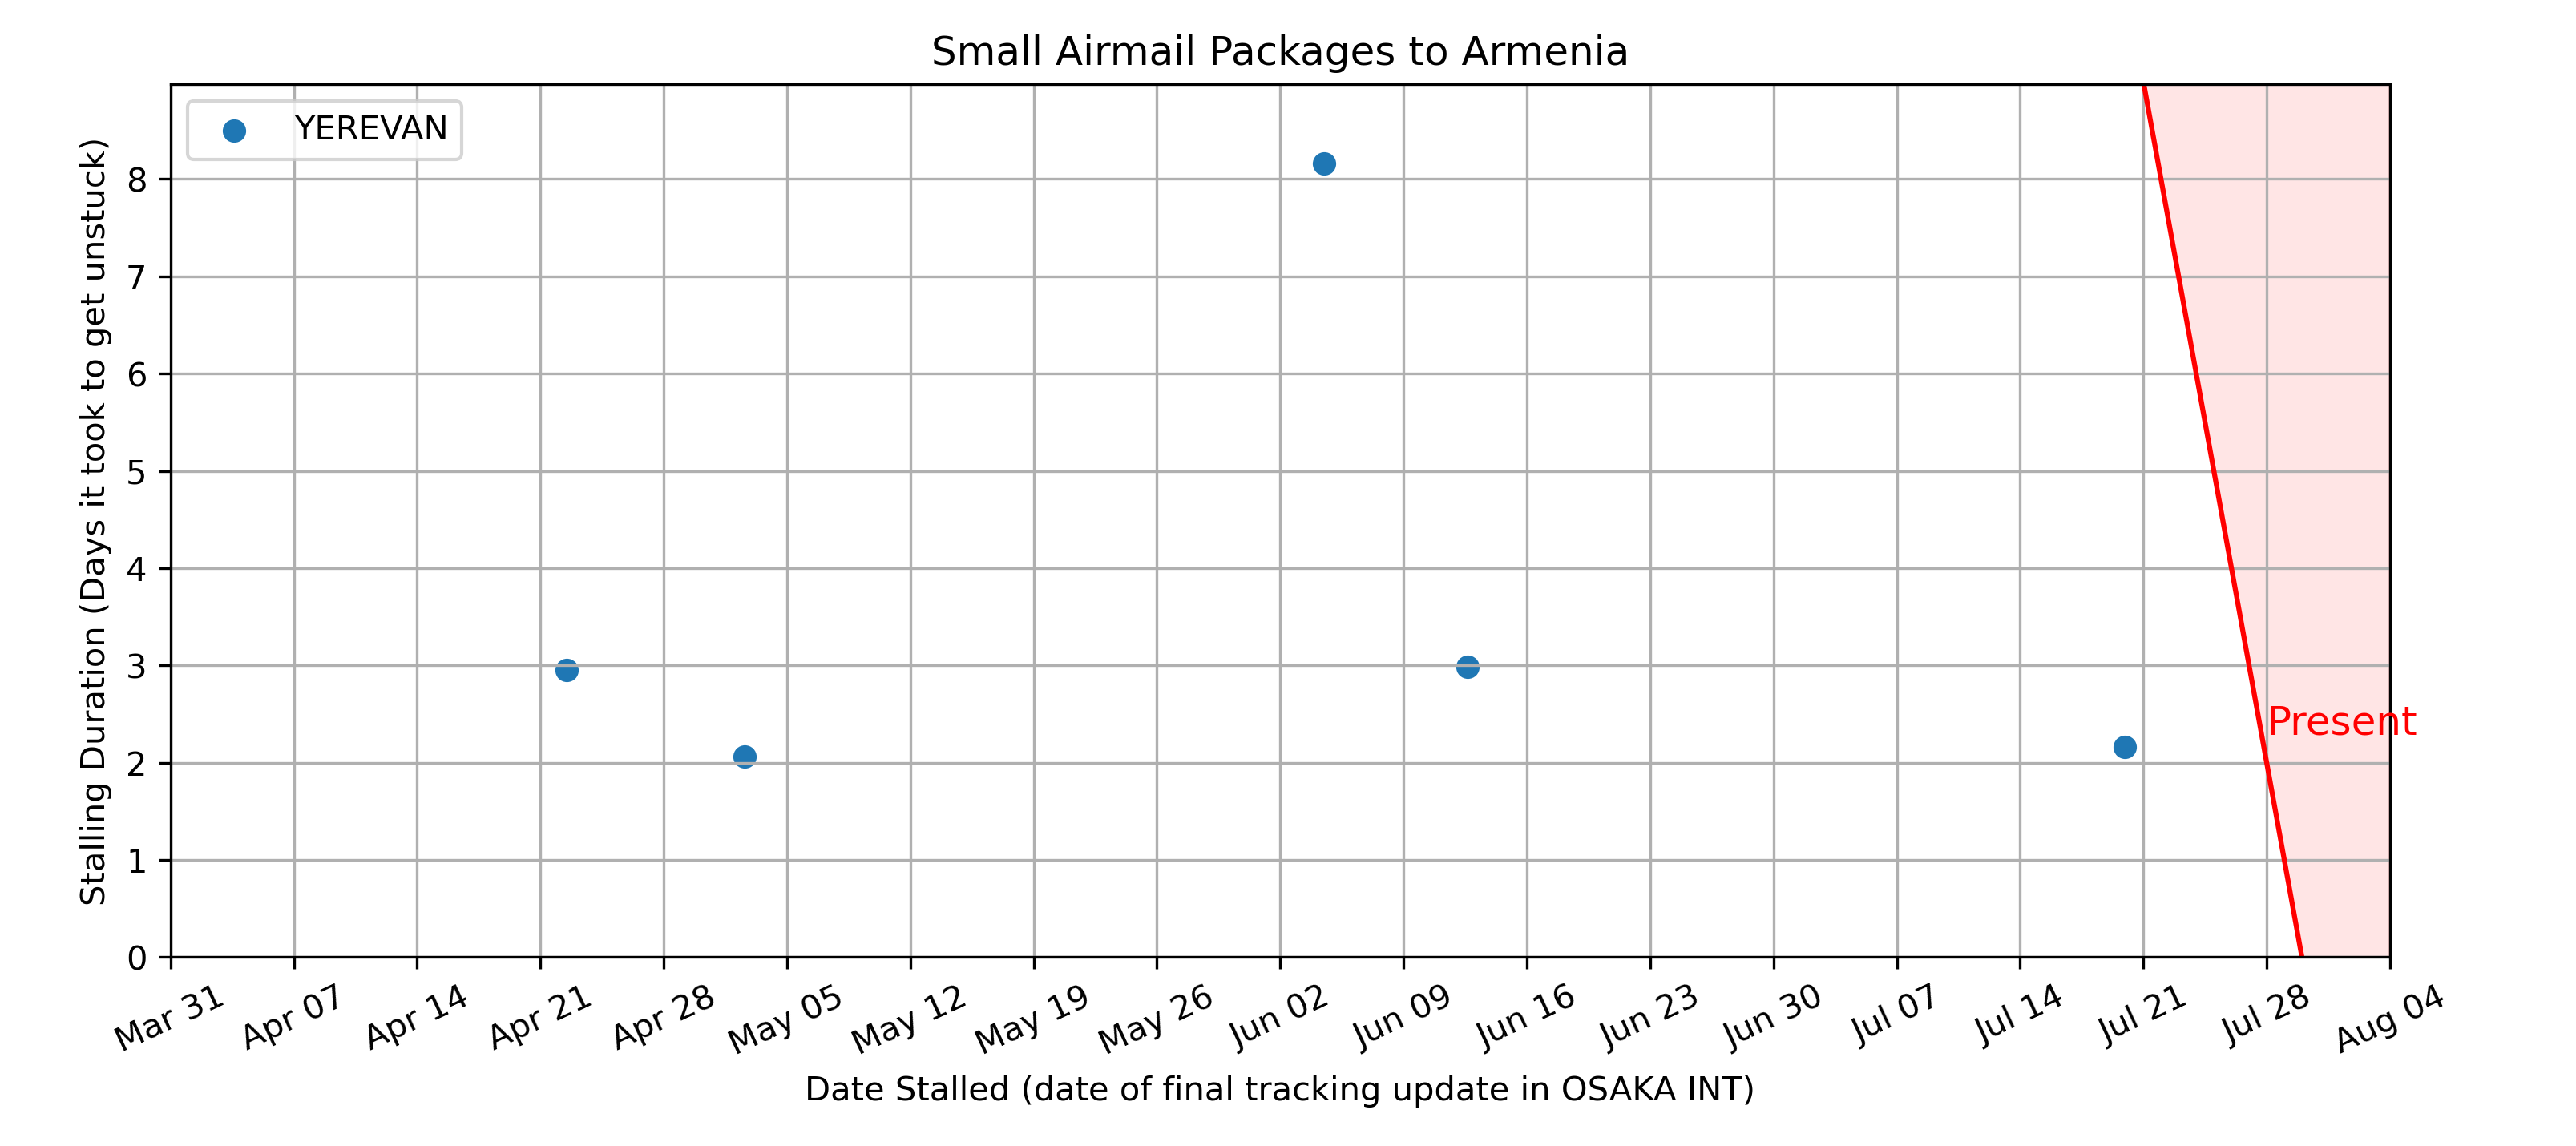 Small Airmail Packages to Armenia
YEREVAN
Stalling Duration (Days it took to get unstuck)
8
7
6
5
4
3
2
1
0
Present
Mar 31 Apr 07 Apr 14 Apr 21 Apr 28 May 05 May 12 May 19 May 26 Jun 02 Jun 09 Jun 16 Jun 23 Jun 30 Jul 07 Jul 14 Jul 21 Jul 28 Aug 04
Date Stalled (date of final tracking update in OSAKA INT)